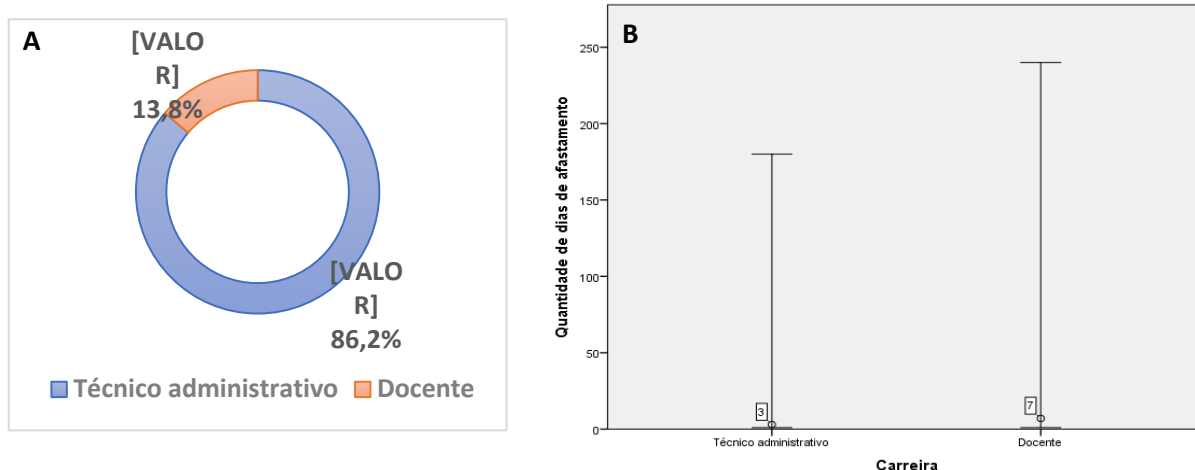 A
[VALO
R]
13,8%
[VALO
R]
86,2%
Técnico administrativo Docente
B
Quantidade de dias de afastamento
250
200
150
100
50
0
3
7
Técnico administrativo Docente
Carreira